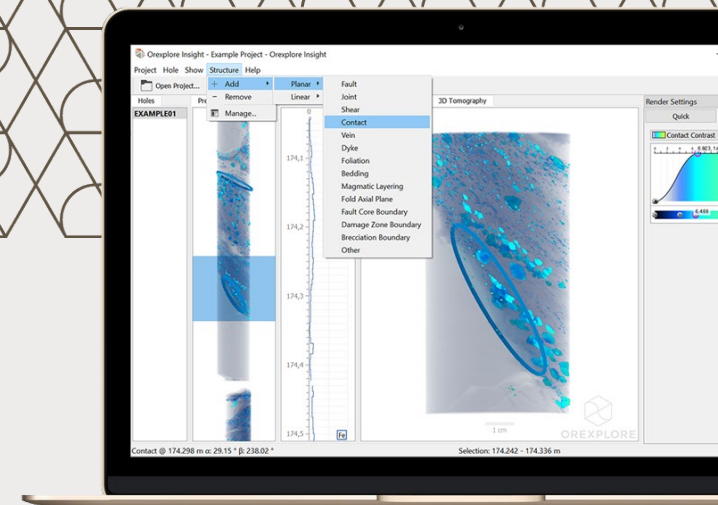 Orexplore Insight - Example Project - Orexplore Insight
Project Hole Show Structure Help
Open Project...
+ Add
- Remove
Manage...
Planar
Linear
Fault
Joint
Shear
Contact
Vein
Dyke
Foliation
Bedding
Magmatic Layering
Fold Axial Plane
Fault Core Boundary
Damage Zone Boundary
Brecciation Boundary
Other
Holes
EXAMPLE01
0
174,1
174,2
174,3
174,4
174,5
Fe
3D Tomography
1 cm
OREXPLORE
Render Settings
Quick
Contact Contrast
Contact @ 174.298 m α: 29.15 ° β: 238.02 °
Selection: 174.242 - 174.336 m